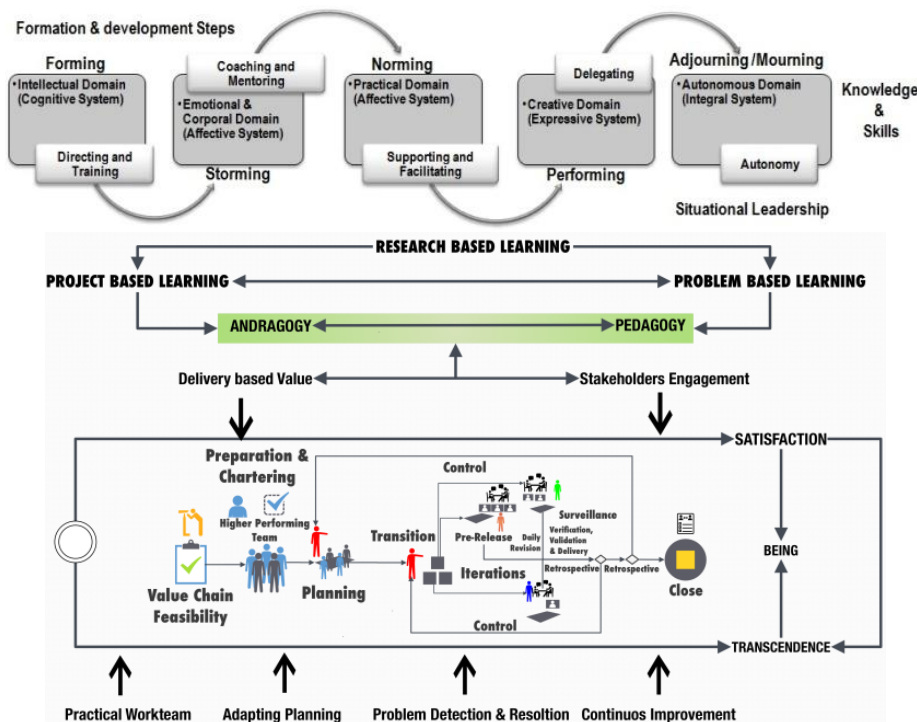 Formation & development Steps
Forming
•Intellectual Domain
(Cognitive System)
Directing and
Training
Coaching and
Mentoring
•Emotional &
Corporal Domain
(Affective System)
Storming
Norming
•Practical Domain
(Affective System)
Supporting and
Facilitating
Delegating
•Creative Domain
(Expressive System)
Performing
Adjourning /Mourning
•Autonomous Domain
(Integral System)
Autonomy
Knowledge
&
Skills
Situational Leadership
RESEARCH BASED LEARNING
PROJECT BASED LEARNING
PROBLEM BASED LEARNING
ANDRAGOGY
PEDAGOGY
Delivery based Value
Stakeholders Engagement
SATISFACTION
Preparation &
Chartering
Higher Performing
Team
Value Chain
Feasibility
Planning
Transition
Control
Pre-Release
Daily
Revision
Surveillance
Verification,
Validation
& Delivery
Iterations
Retrospective
Retrospective
Control
Close
BEING
TRANSCENDENCE
Practical Workteam
Adapting Planning
Problem Detection & Resoltion
Continuos Improvement